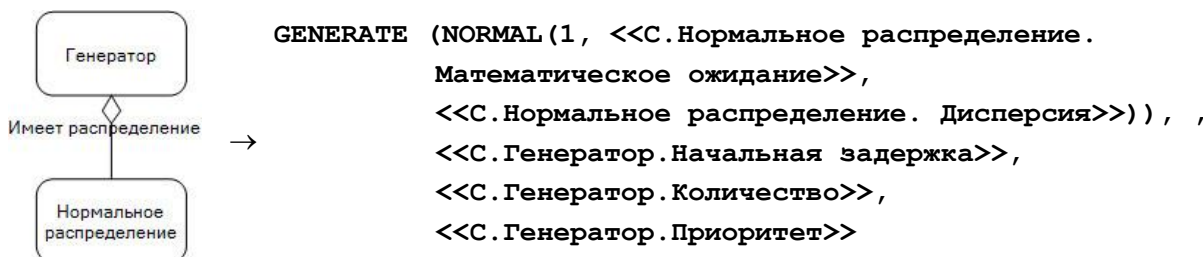 Генератор
Имеет распределение
Нормальное
распределение
→
GENERATE (NORMAL(1, <<С.Нормальное распределение.
Математическое ожидание>>,
<<С.Нормальное распределение. Дисперсия>>)), ,
<<С.Генератор.Начальная задержка>>,
<<С.Генератор.Количество>>,
<<С.Генератор.Приоритет>>